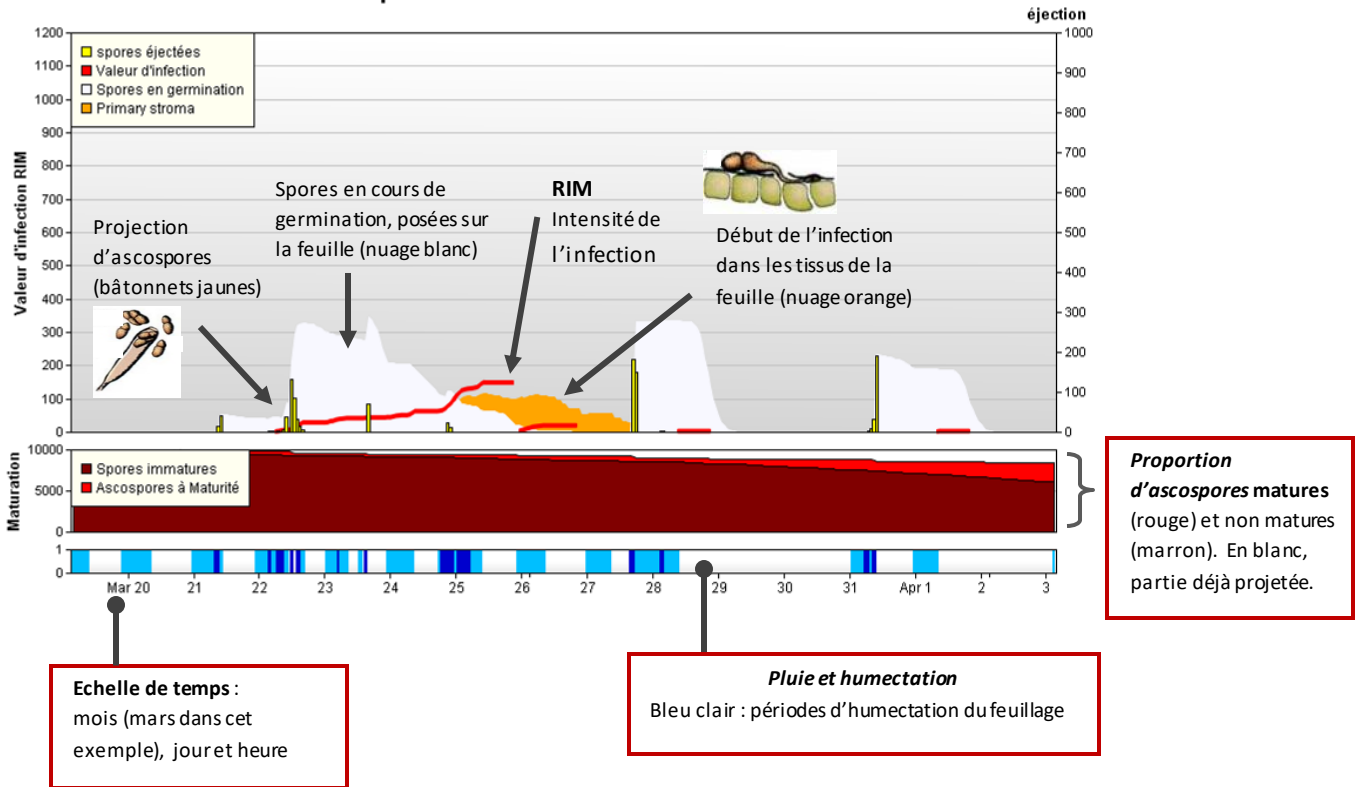 éjection
1200
1100
1000
900
800
700
600
500
400
300
200
100
0
Valeur d'infection RIM
spores éjectées
Valeur d'infection
Spores en germination
Primary stroma
1000
900
800
700
600
500
400
300
200
100
0
Projection
d'ascospores
(bâtonnets jaunes)
Spores en cours de
germination, posées sur
la feuille (nuage blanc)
RIM
Intensité de
l'infection
Début de l'infection
dans les tissus de la
feuille (nuage orange)
Maturation
10000
5000
0
Spores immatures
Ascospores à Maturité
1
0
1
0
Mar 20 21 22 23 24 25 26 27 28 29 30 31 Apr 1 2 3
Proportion
d'ascospores matures
(rouge) et non matures
(marron). En blanc,
partie déjà projetée.
Echelle de temps :
mois (mars dans cet
exemple), jour et heure
Pluie et humectation
Bleu clair : périodes d'humectation du feuillage